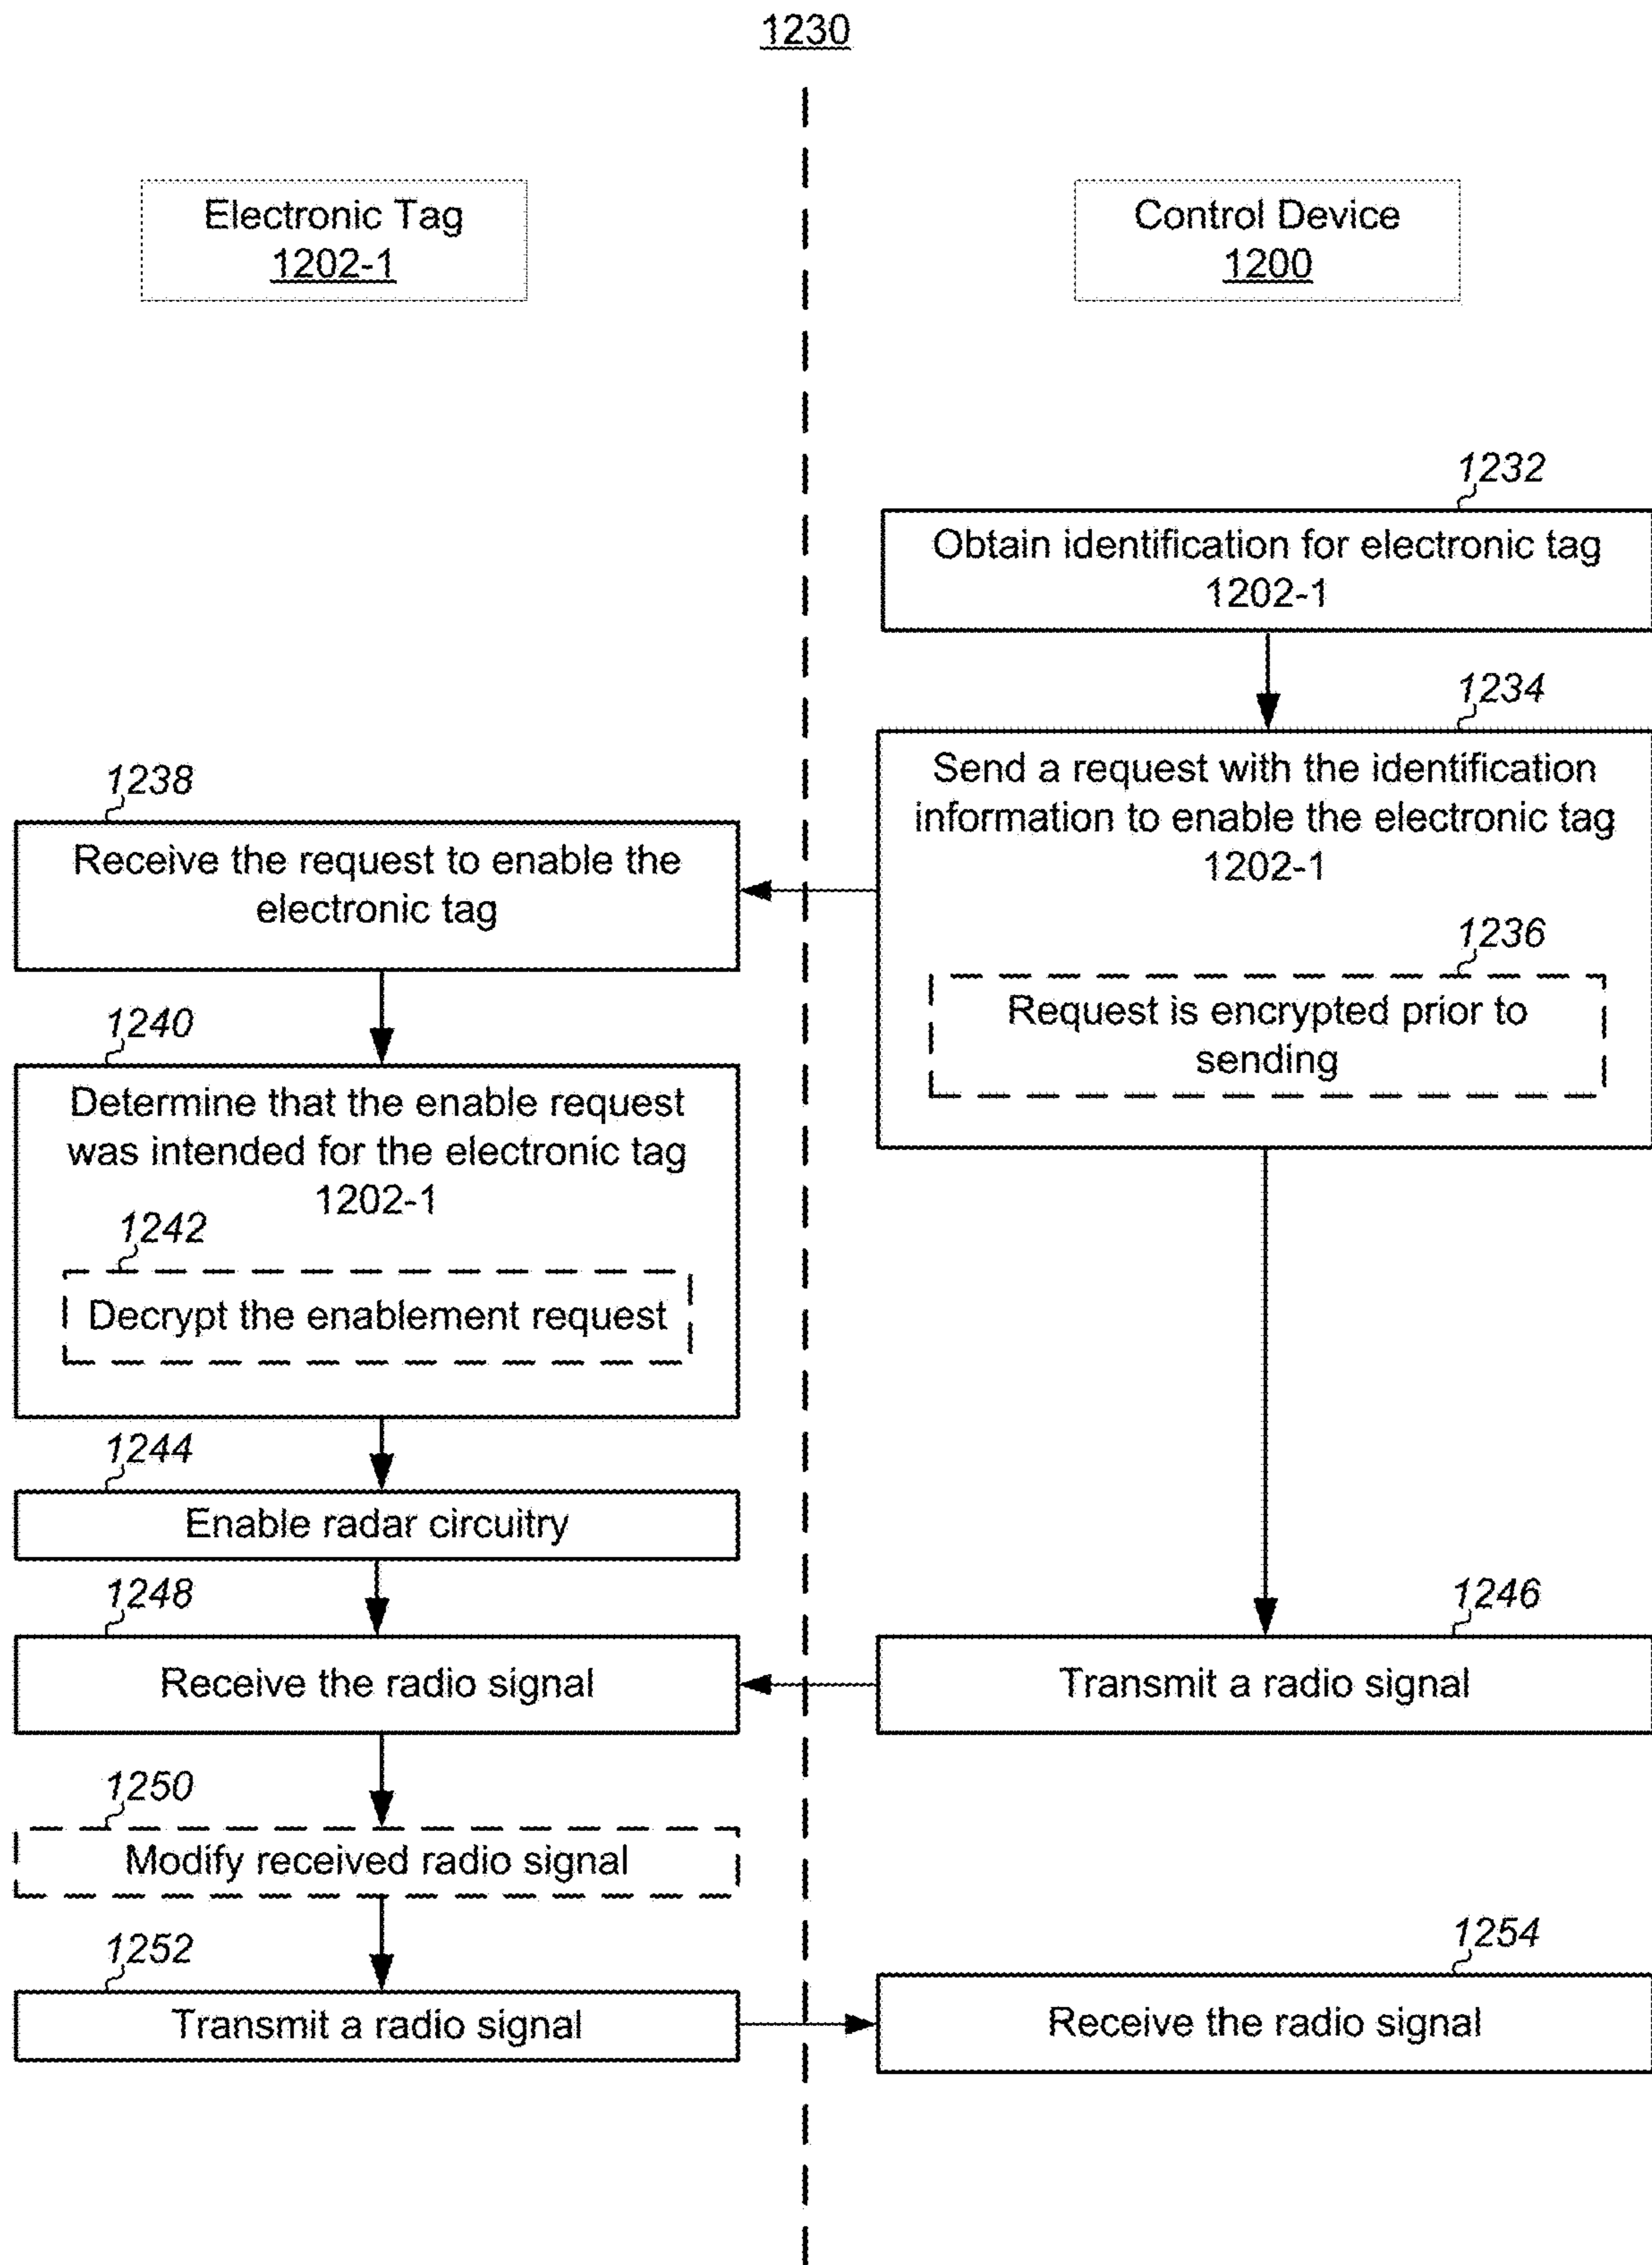 1230
Electronic Tag
1202-1
Control Device
1200
1232
Obtain identification for electronic tag
1202-1
1234
Send a request with the identification
information to enable the electronic tag
1202-1
1236
Request is encrypted prior to
sending
1238
Receive the request to enable the
electronic tag
1240
Determine that the enable request
was intended for the electronic tag
1202-1
1242
Decrypt the enablement request
1244
Enable radar circuitry
1246
Transmit a radio signal
1248
Receive the radio signal
1250
Modify received radio signal
1252
Transmit a radio signal
1254
Receive the radio signal